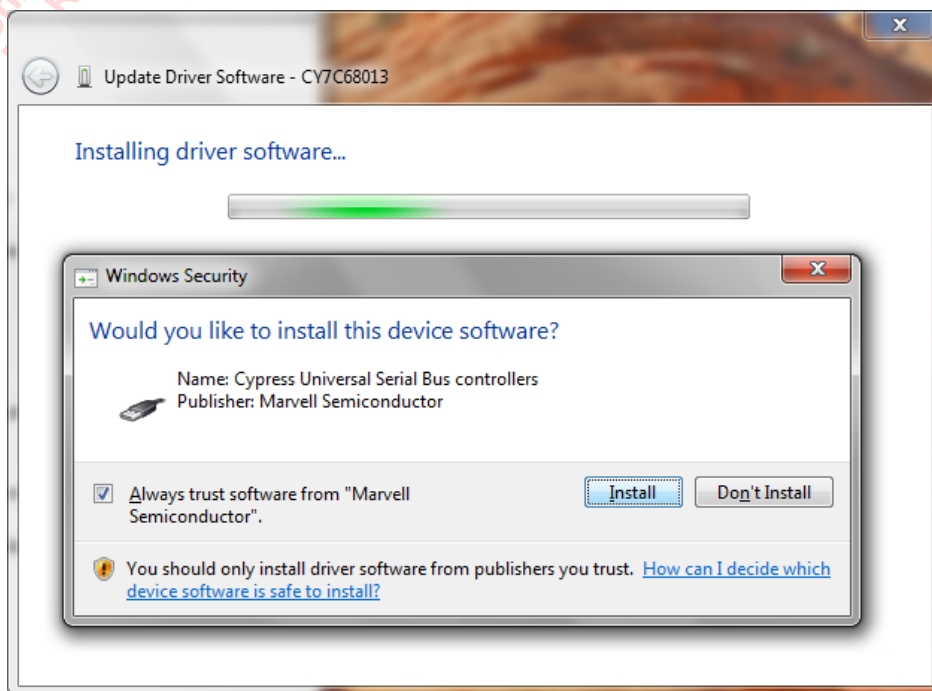 Update Driver Software - CY7C68013
Installing driver software...
Windows Security
Would you like to install this device software?
Name: Cypress Universal Serial Bus controllers
Publisher: Marvell Semiconductor
Always trust software from "Marvell
Semiconductor".
Install
Don't Install
You should only install driver software from publishers you trust. How can I decide which
device software is safe to install?